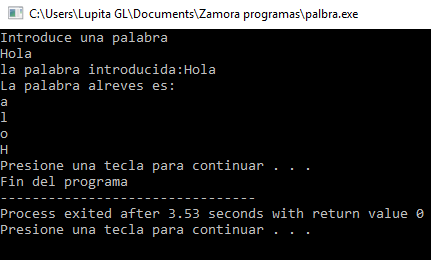 C:\Users\Lupita GL\Documents\Zamora programas\palbra.exe
Introduce una palabra
Hola
la palabra introducida:Hola
La palabra alreves es:
a
l
o
H
Presione una tecla para continuar . . .
Fin del programa
--------------------------------
Process exited after 3.53 seconds with return value 0
Presione una tecla para continuar . . .